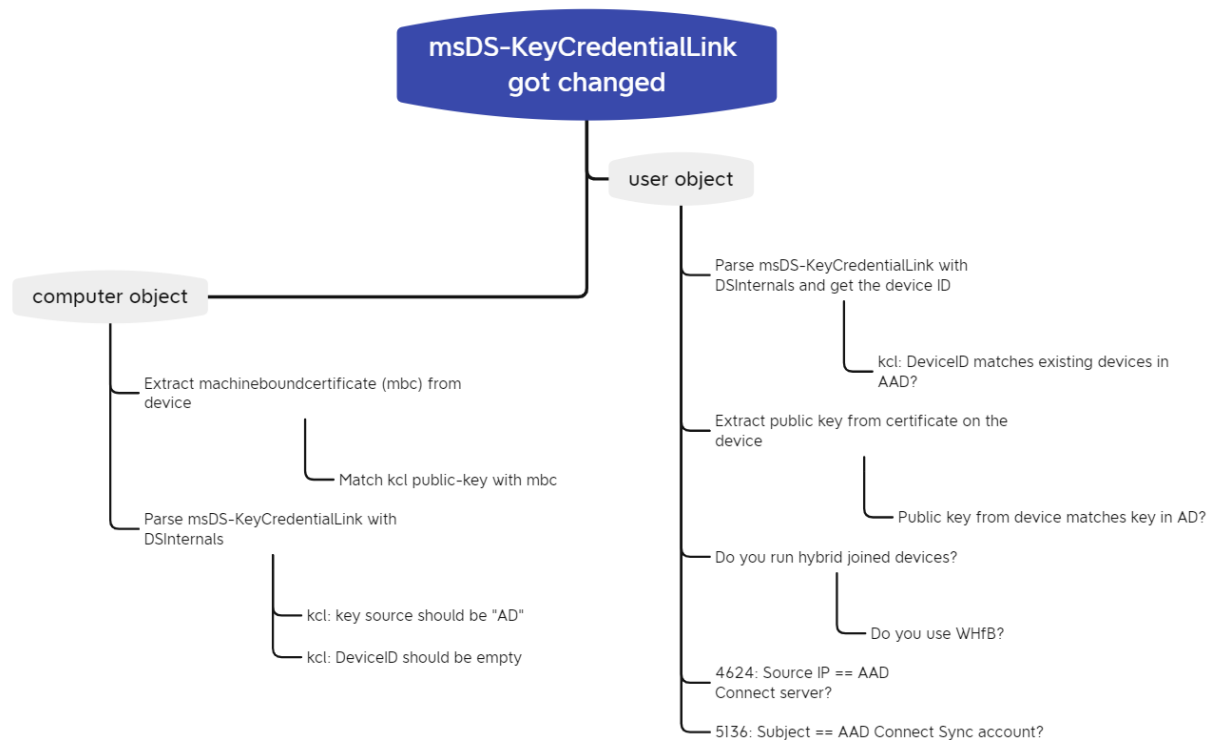 msDS-KeyCredentialLink
got changed
user object
Parse msDS-KeyCredentialLink with
DSInternals and get the device ID
kcl: DeviceID matches existing devices in
AAD?
Extract public key from certificate on the
device
Public key from device matches key in AD?
Do you run hybrid joined devices?
Do you use WHfB?
4624: Source IP == AAD
Connect server?
5136: Subject == AAD Connect Sync account?
computer object
Extract machineboundcertificate (mbc) from
device
Match kcl public-key with mbc
Parse msDS-KeyCredentialLink with
DSInternals
kcl: key source should be "AD"
kcl: DeviceID should be empty